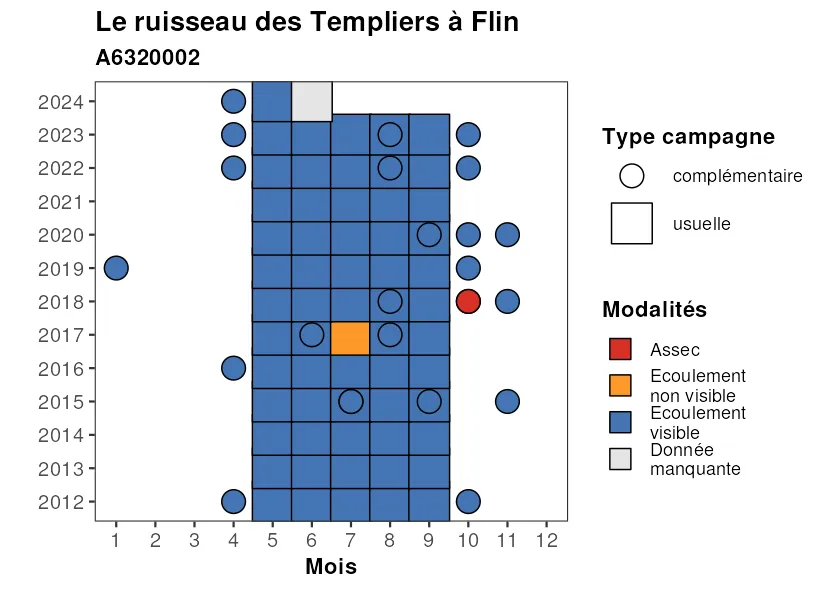 Le ruisseau des Templiers à Flin
A6320002
2024
2023
2022
2021
2020
2019
2018
2017
2016
2015
2014
2013
2012
1 2 3 4 5 6 7 8 9 10 11 12
Mois
Type campagne
complémentaire
usuelle
Modalités
Assec
Ecoulement
non visible
Ecoulement
visible
Donnée
manquante